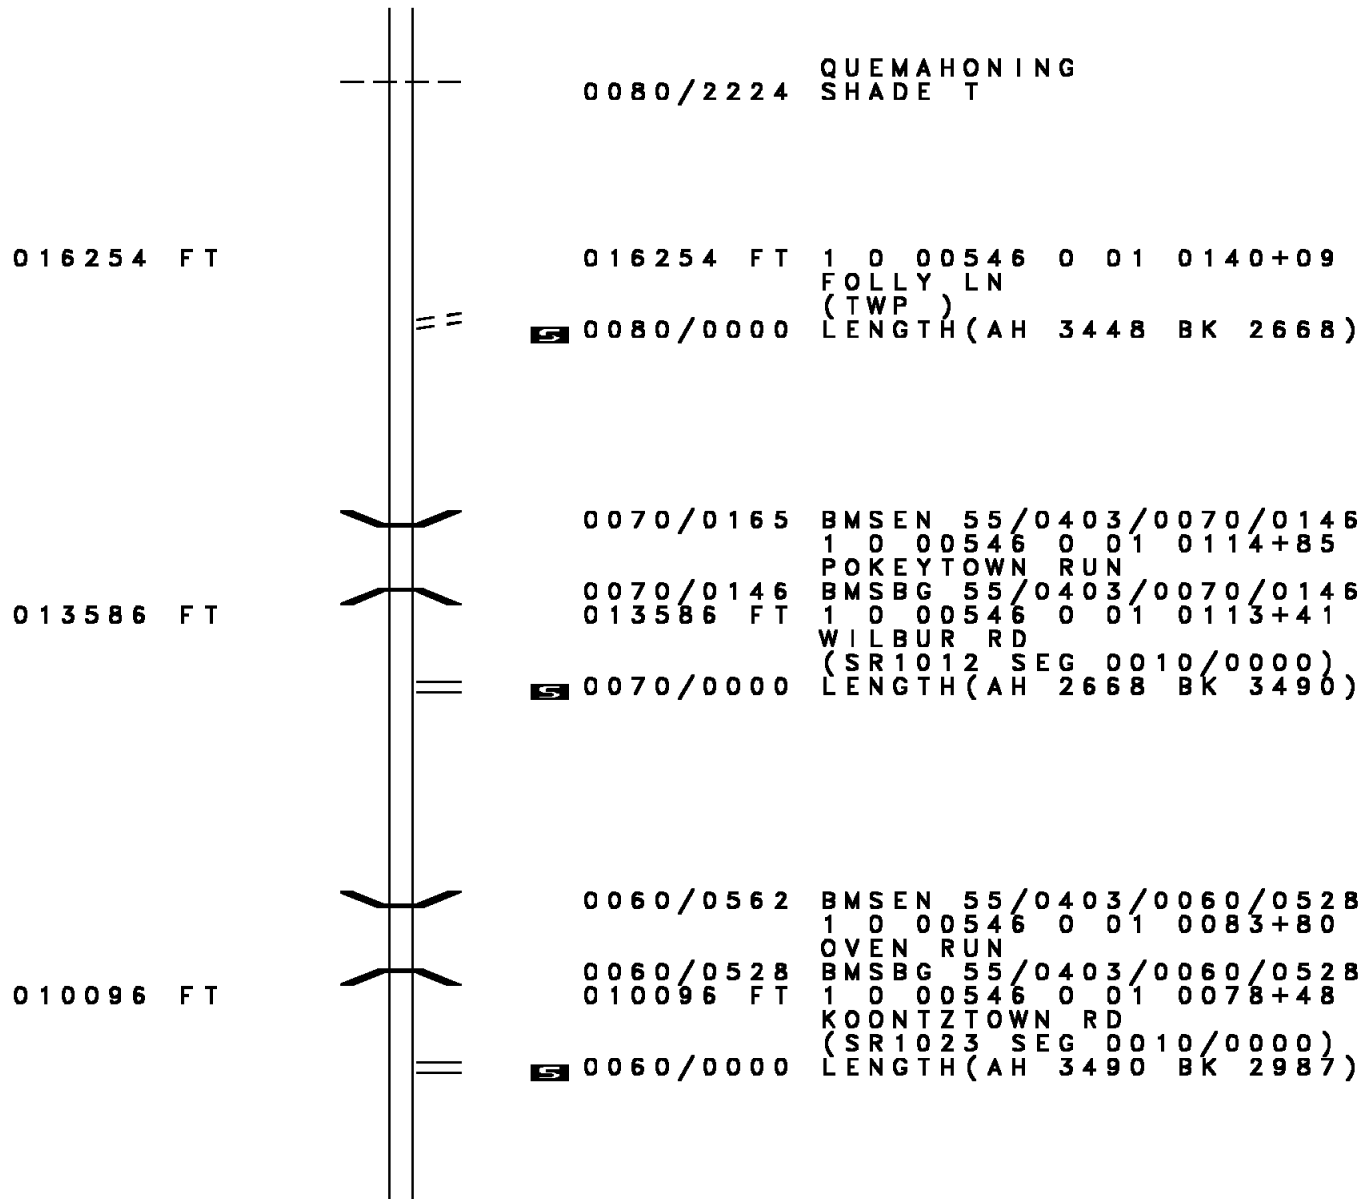 QUEMAHONING
0080/2224 SHADE T
016254 FT 016254 FT 1 0 00546 0 01 0140+09
FOLLY LN
(TWP )
S 0080/0000 LENGTH(AH 3448 BK 2668)
0070/0165 BMSEN 55/0403/0070/0146
1 0 00546 0 01 0114+85
POKEYTOWN RUN
0070/0146 BMSBG 55/0403/0070/0146
013586 FT 013586 FT 1 0 00546 0 01 0113+41
WILBUR RD
(SR1012 SEG 0010/0000)
S 0070/0000 LENGTH(AH 2668 BK 3490)
0060/0562 BMSEN 55/0403/0060/0528
1 0 00546 0 01 0083+80
OVEN RUN
0060/0528 BMSBG 55/0403/0060/0528
010096 FT 010096 FT 1 0 00546 0 01 0078+48
KOONTZTOWN RD
(SR1023 SEG 0010/0000)
S 0060/0000 LENGTH(AH 3490 BK 2987)